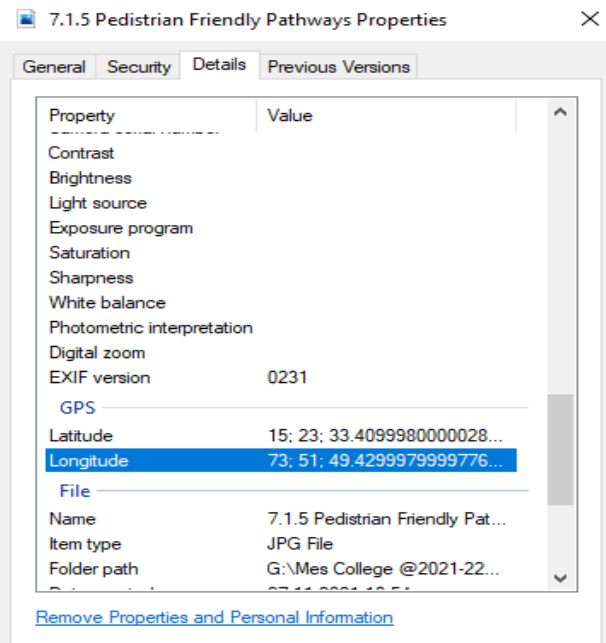 7.1.5 Pedistrian Friendly Pathways Properties
General Security Details Previous Versions
Property Value
Contrast
Brightness
Light source
Exposure program
Saturation
Sharpness
White balance
Photometric interpretation
Digital zoom
EXIF version 0231
GPS
Latitude 15; 23; 33.4099980000028...
Longitude 73; 51; 49.4299979999776...
File
Name 7.1.5 Pedistrian Friendly Pat...
Item type JPG File
Folder path G:\Mes College @2021-22...
Remove Properties and Personal Information